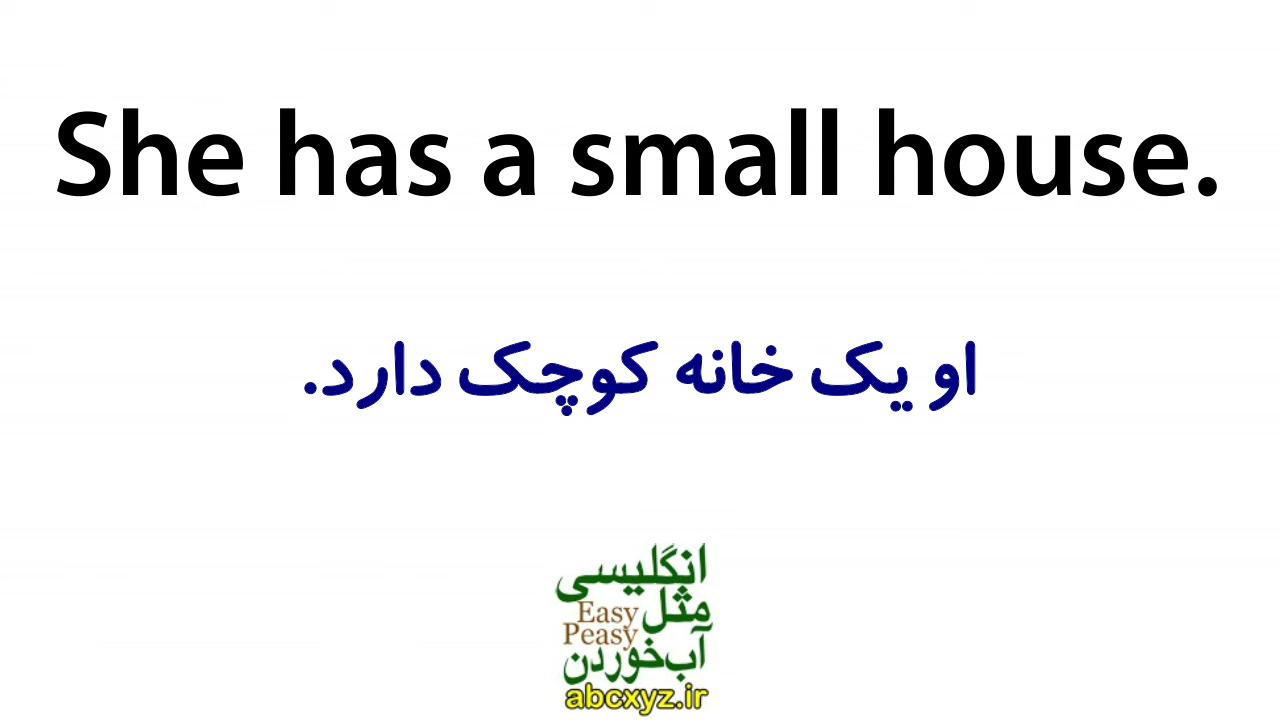 She has a small house.
او یک خانه کوچک دارد.
انگلیسی
مثل
Easy
Peasy
آب‌خوردن
abcxyz.ir